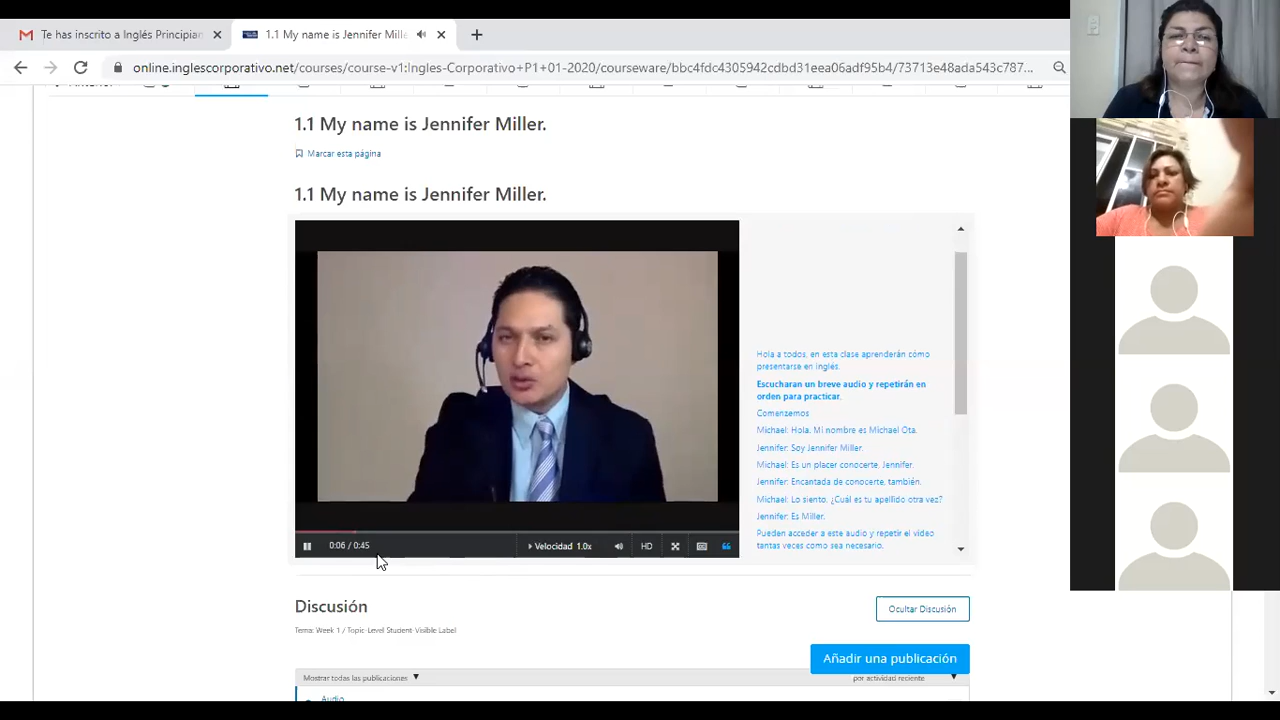 Te has inscrito a Inglés Principian
1.1 My name is Jennifer Mille
online.inglescorporativo.net/courses/course-v1:Ingles-Corporativo+P1+01-2020/courseware/bbc4fdc4305942cdbd31eea06adf95b4/73713e48ada543c787...
1.1 My name is Jennifer Miller.
Marcar esta página
1.1 My name is Jennifer Miller.
Hola a todos, en esta clase aprenderán cómo
presentarse en inglés.
Escucharan un breve audio y repetirán en
orden para practicar.
Comenzemos
Michael: Hola. Mi nombre es Michael Ota.
Jennifer: Soy Jennifer Miller.
Michael: Es un placer conocerte, Jennifer.
Jennifer: Encantada de conocerte, también.
Michael: Lo siento. ¿Cuál es tu apellido otra vez?
Jennifer: Es Miller.
Pueden acceder a este audio y repetir el video
tantas veces como sea necesario.
0:06 / 0:45
Velocidad 1.0x
HD
Discusión
Ocultar Discusión
Tema: Week 1 / Topic-Level Student-Visible Label
Añadir una publicación
Mostrar todas las publicaciones
por actividad reciente
Audio